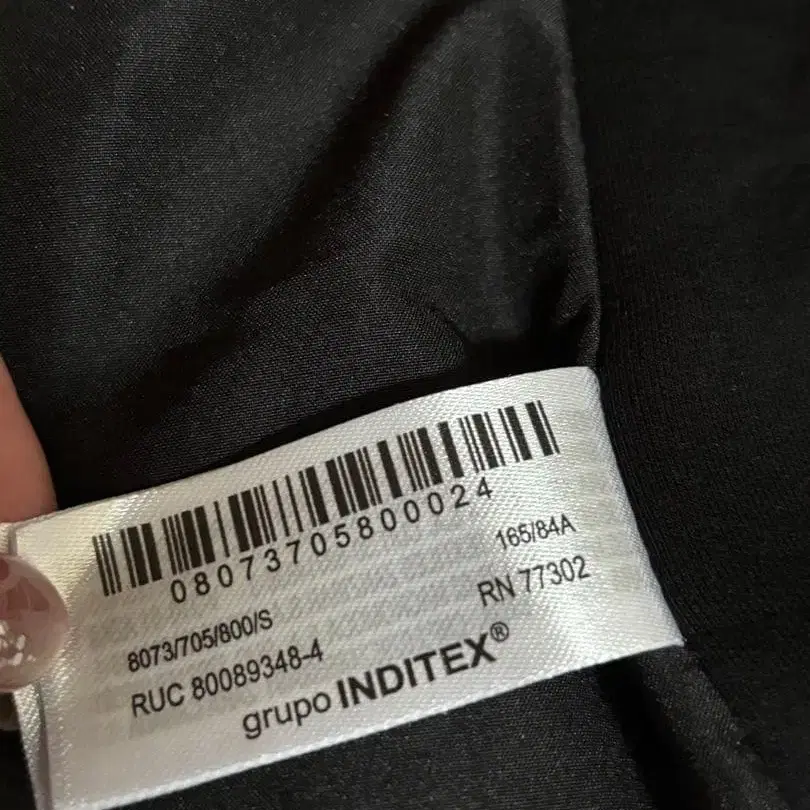 08073705800024
165/84A
8073/705/800/S
RN 77302
RUC 80089348-4
grupo INDITEX®